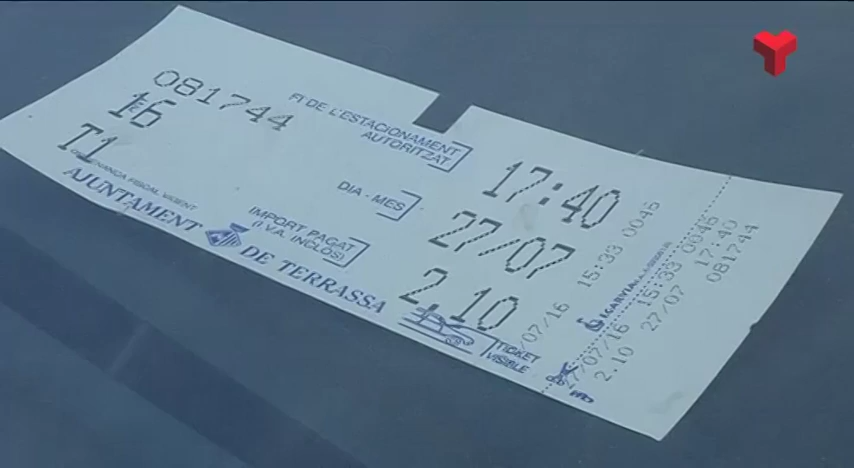 081744
16
T1
FI DE L'ESTACIONAMENT
AUTORITZAT
17:40
DIA - MES
27/07
IMPORT PAGAT
(I.V.A. INCLÒS)
2,10
ORDENANÇA FISCAL VIGENT
AJUNTAMENT DE TERRASSA
TICKET
VISIBLE
07/16 15:33 0045
27/07/16 15:33 0045
2.10 27/07 17:40
081744